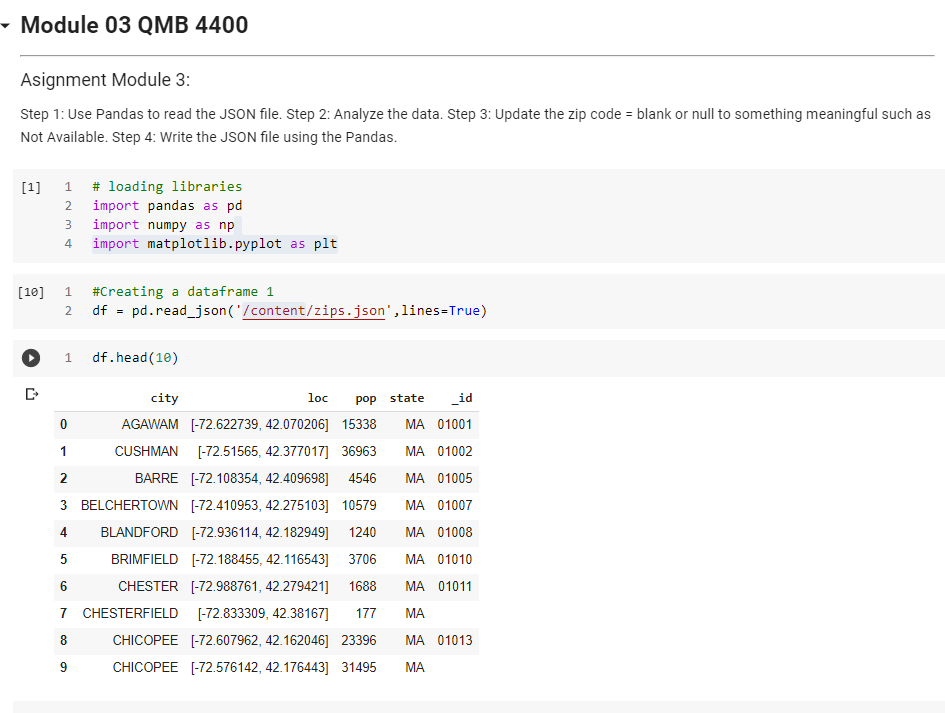 Module 03 QMB 4400
Asignment Module 3:
Step 1: Use Pandas to read the JSON file. Step 2: Analyze the data. Step 3: Update the zip code = blank or null to something meaningful such as
Not Available. Step 4: Write the JSON file using the Pandas.
[1] 1 # loading libraries
2 import pandas as pd
3 import numpy as np
4 import matplotlib.pyplot as plt
[10] 1 #Creating a dataframe 1
2 df = pd.read_json('/content/zips.json',lines=True)
1 df.head(10)
city loc pop state _id
0 AGAWAM [-72.622739, 42.070206] 15338 MA 01001
1 CUSHMAN [-72.51565, 42.377017] 36963 MA 01002
2 BARRE [-72.108354, 42.409698] 4546 MA 01005
3 BELCHERTOWN [-72.410953, 42.275103] 10579 MA 01007
4 BLANDFORD [-72.936114, 42.182949] 1240 MA 01008
5 BRIMFIELD [-72.188455, 42.116543] 3706 MA 01010
6 CHESTER [-72.988761, 42.279421] 1688 MA 01011
7 CHESTERFIELD [-72.833309, 42.38167] 177 MA
8 CHICOPEE [-72.607962, 42.162046] 23396 MA 01013
9 CHICOPEE [-72.576142, 42.176443] 31495 MA